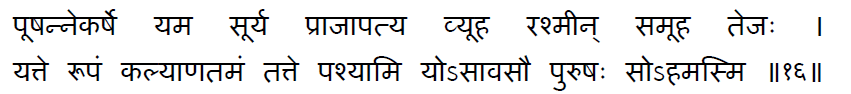 पूषन्नेकर्षे यम सूर्य प्राजापत्य व्यूह रश्मीन् समूह तेजः ।
यत्ते रूपं कल्याणतमं तत्ते पश्यामि योऽसावसौ पुरुषः सोऽहमस्मि ॥१६॥